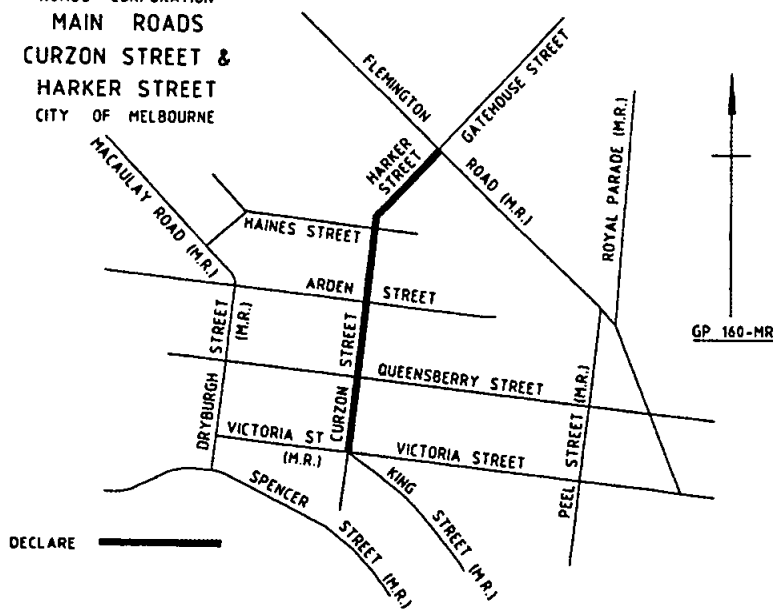 ROADS CORPORATION
MAIN ROADS
CURZON STREET &
HARKER STREET
CITY OF MELBOURNE
FLEMINGTON
ROAD (M.R.)
GATEHOUSE STREET
HARKER
STREET
MACAULAY ROAD (M.R.)
ROYAL PARADE (M.R.)
HAINES STREET
ARDEN STREET
DRYBURGH STREET
(M.R.)
CURZON STREET
QUEENSBERRY STREET
GP 160-MR
VICTORIA ST
(M.R.)
VICTORIA STREET
PEEL STREET (M.R.)
SPENCER
STREET (M.R.)
KING
STREET (M.R.)
DECLARE